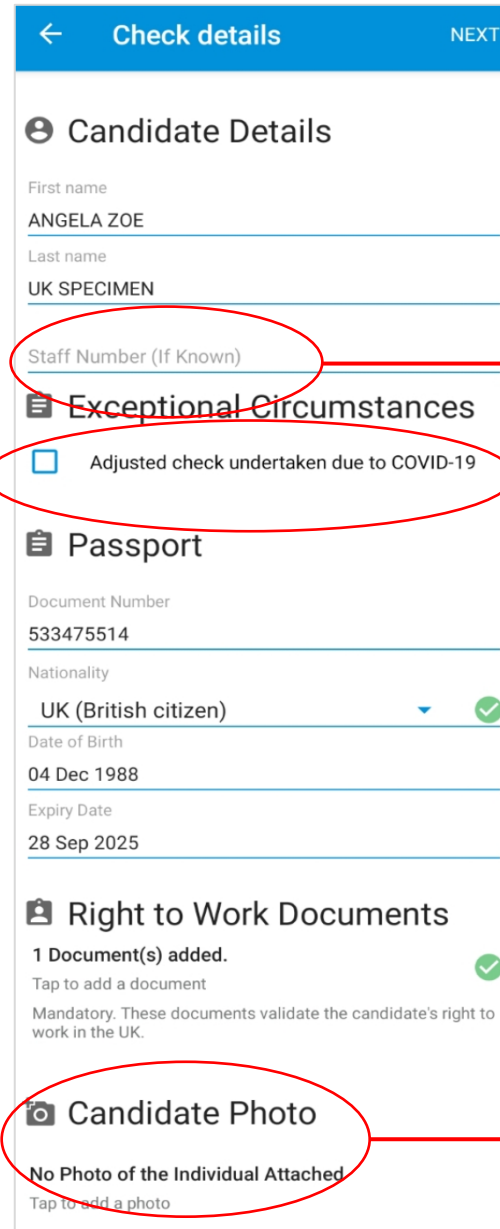 Check details NEXT
Candidate Details
First name
ANGELA ZOE
Last name
UK SPECIMEN
Staff Number (If Known)
Exceptional Circumstances
Adjusted check undertaken due to COVID-19
Passport
Document Number
533475514
Nationality
UK (British citizen)
Date of Birth
04 Dec 1988
Expiry Date
28 Sep 2025
Right to Work Documents
1 Document(s) added.
Tap to add a document
Mandatory. These documents validate the candidate's right to
work in the UK.
Candidate Photo
No Photo of the Individual Attached
Tap to add a photo